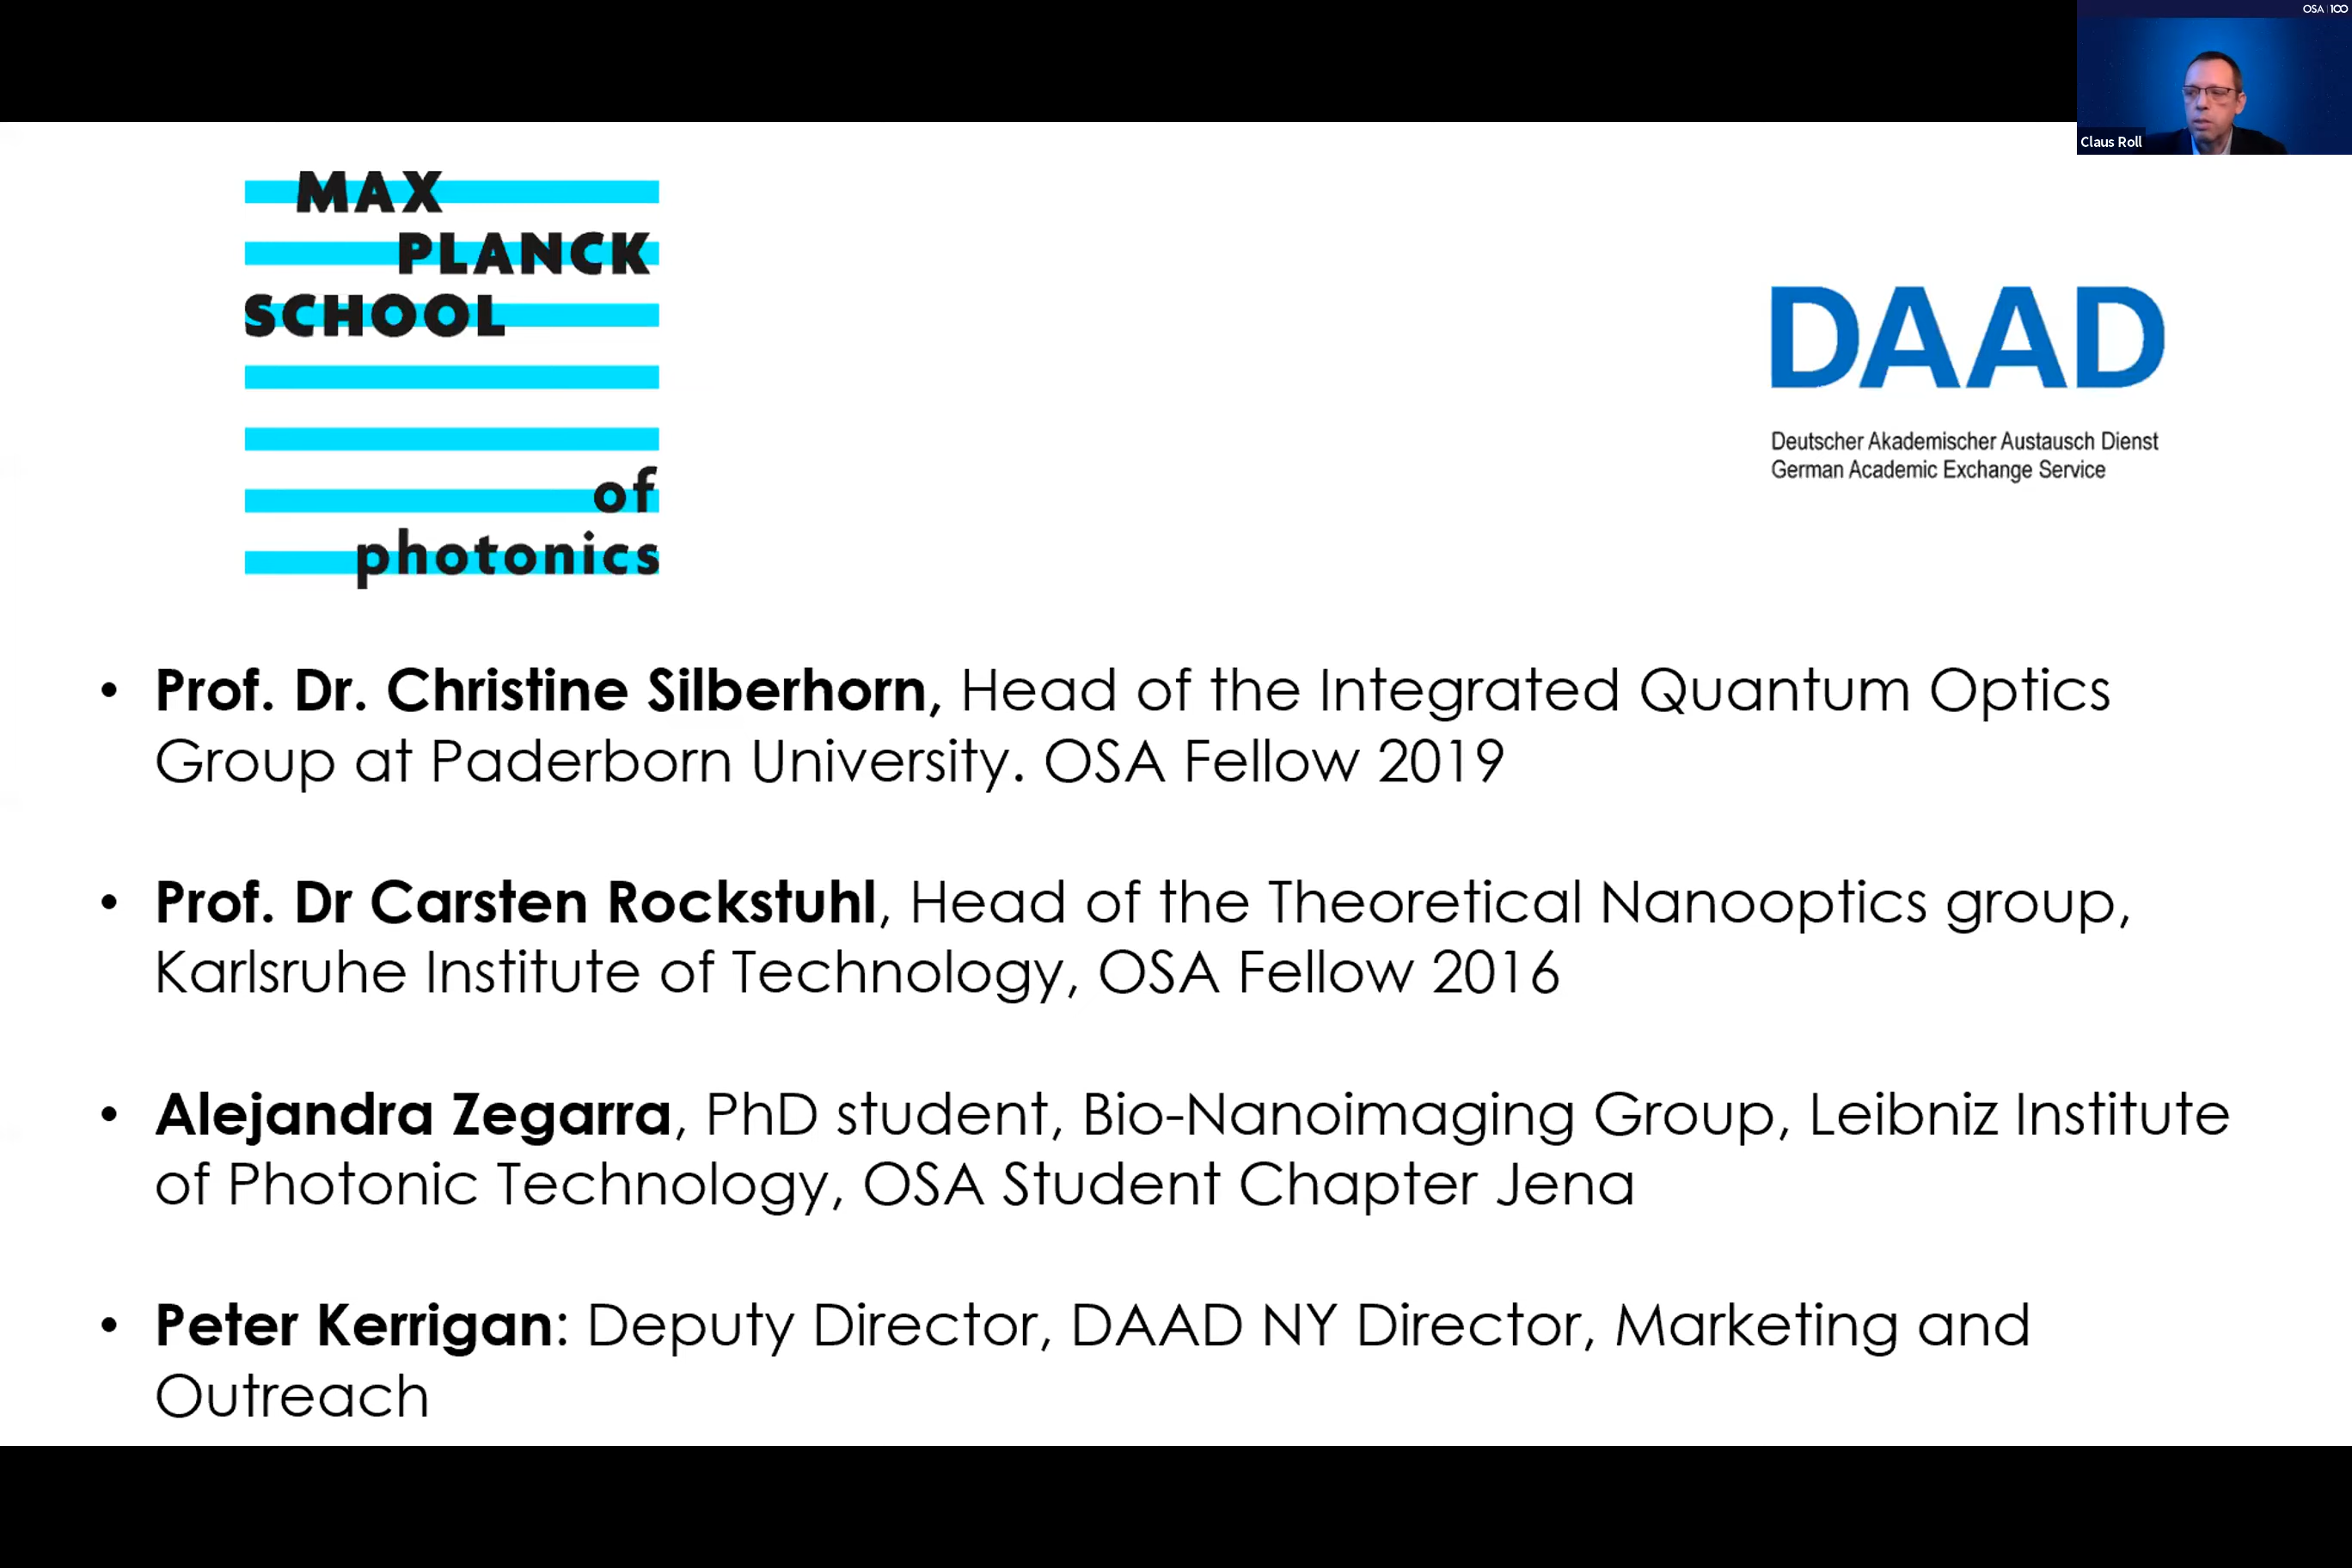 OSA 100
Claus Roll
MAX
PLANCK
SCHOOL
of
photonics
DAAD
Deutscher Akademischer Austausch Dienst
German Academic Exchange Service
• Prof. Dr. Christine Silberhorn, Head of the Integrated Quantum Optics
Group at Paderborn University. OSA Fellow 2019
• Prof. Dr Carsten Rockstuhl, Head of the Theoretical Nanooptics group,
Karlsruhe Institute of Technology, OSA Fellow 2016
• Alejandra Zegarra, PhD student, Bio-Nanoimaging Group, Leibniz Institute
of Photonic Technology, OSA Student Chapter Jena
• Peter Kerrigan: Deputy Director, DAAD NY Director, Marketing and
Outreach